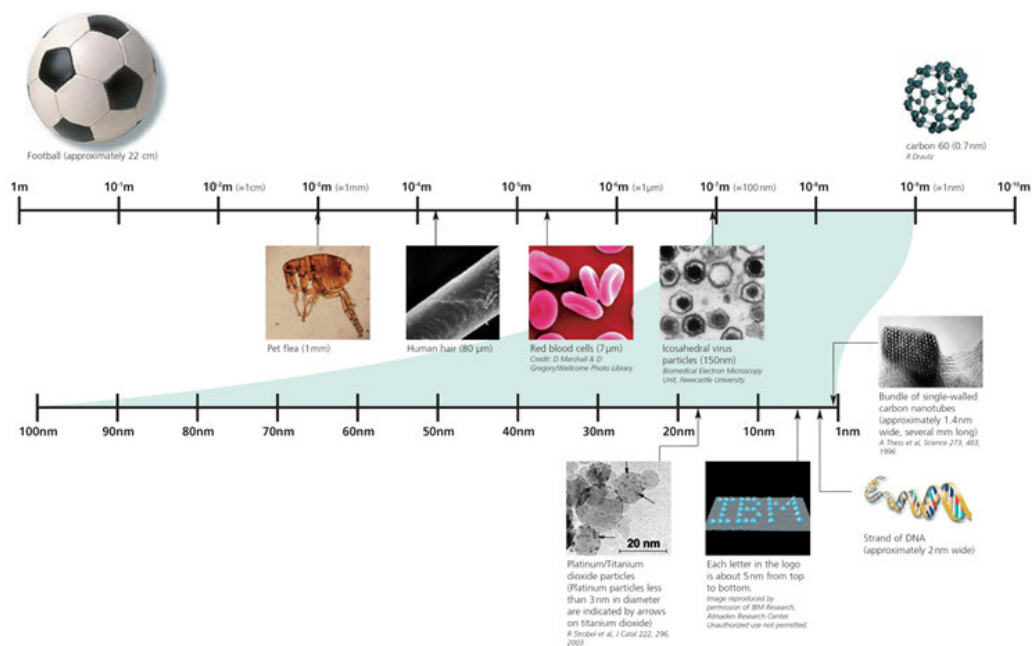 Football (approximately 22 cm)
carbon 60 (0.7nm)
R.Drautz
1m
10⁻¹m
10⁻²m (=1cm)
10⁻³m (=1mm)
10⁻⁴m
10⁻⁵m
10⁻⁶m (=1µm)
10⁻⁷m (=100nm)
10⁻⁸m
10⁻⁹m (=1nm)
10⁻¹⁰m
Pet flea (1mm)
Human hair (80 µm)
Red blood cells (7µm)
Credit: D Marshall & D
Gregory/Wellcome Photo Library
Icosahedral virus
particles (150nm)
Biomedical Electron Microscopy
Unit, Newcastle University
Bundle of single-walled
carbon nanotubes
(approximately 1.4nm
wide, several mm long)
A Thess et al, Science 273, 483,
1996
100nm
90nm
80nm
70nm
60nm
50nm
40nm
30nm
20nm
10nm
1nm
20 nm
IBM
Platinum/Titanium
dioxide particles
(Platinum particles less
than 3nm in diameter
are indicated by arrows
on titanium dioxide)
R Strobel et al, J Catal 222, 296,
2003
Each letter in the logo
is about 5nm from top
to bottom.
Image reproduced by
permission of IBM Research,
Almaden Research Center.
Unauthorized use not permitted.
Strand of DNA
(approximately 2nm wide)